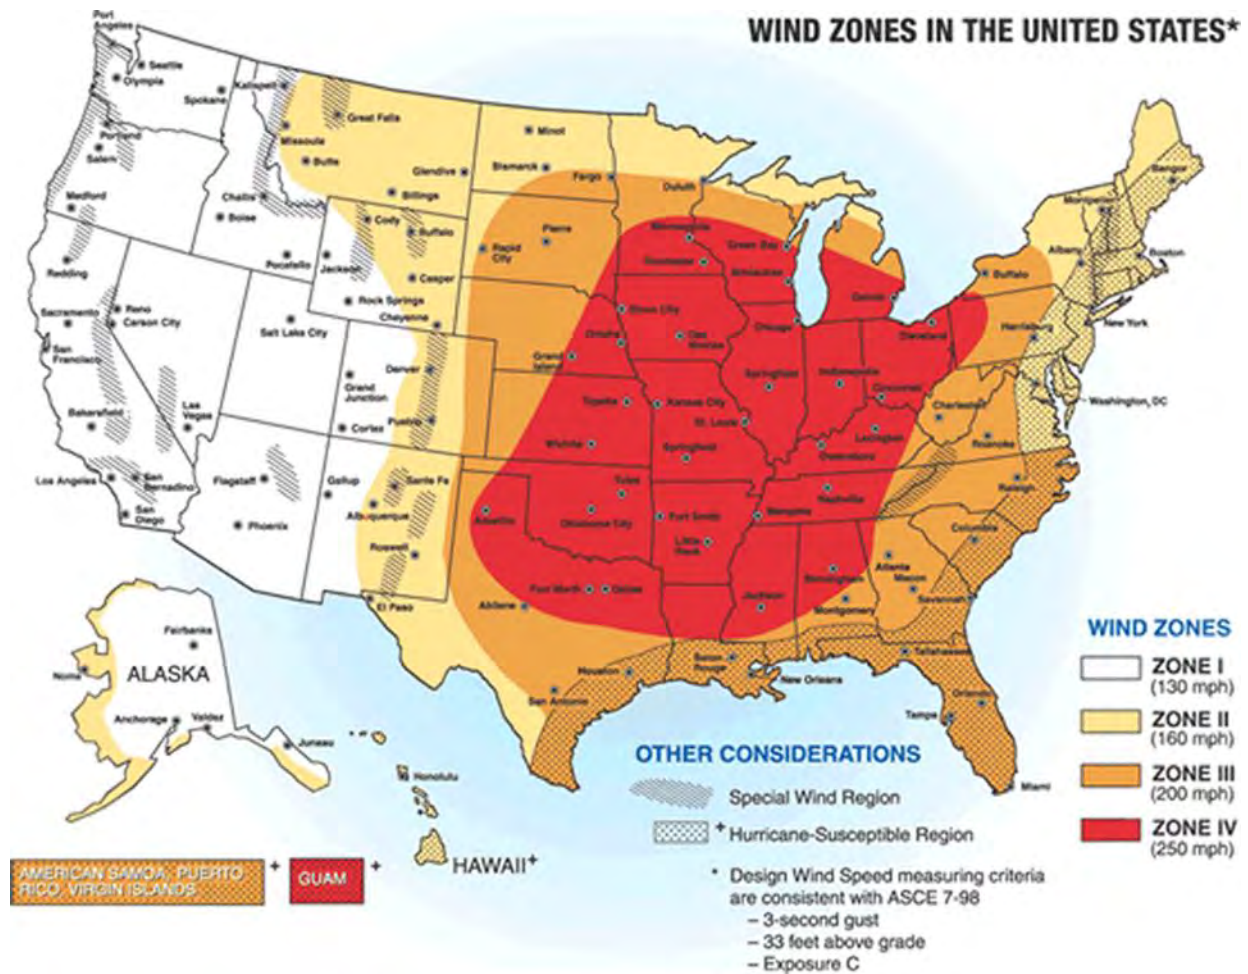 WIND ZONES IN THE UNITED STATES*
Port
Angeles
Seattle
Olympia
Spokane
Kalispell
Great Falls
Missoula
Butte
Glendive
Billings
Portland
Salem
Medford
Challis
Boise
Pocatello
Jackson
Cody
Buffalo
Casper
Rock Springs
Cheyenne
Minot
Bismarck
Fargo
Duluth
Pierre
Rapid
City
Minneapolis
Rochester
Green Bay
Milwaukee
Detroit
Chicago
Cleveland
Buffalo
Albany
Montpelier
Bangor
Boston
New York
Harrisburg
Washington, DC
Redding
Sacramento
Reno
Carson City
San
Francisco
Salt Lake City
Bakersfield
Las
Vegas
Los Angeles
San
Bernadino
San
Diego
Flagstaff
Phoenix
Grand
Junction
Cortez
Denver
Pueblo
Gallup
Sante Fe
Albuquerque
Roswell
El Paso
Sioux City
Omaha
Grand
Island
Des
Moines
Topeka
Kansas City
Wichita
Springfield
St. Louis
Springfield
Indianapolis
Cincinnati
Lexington
Owensboro
Charleston
Roanoke
Raleigh
Nashville
Memphis
Tulsa
Oklahoma City
Amarillo
Fort Smith
Little
Rock
Fort Worth
Dallas
Abilene
Jackson
Birmingham
Montgomery
Atlanta
Macon
Columbia
Savannah
Houston
San Antonio
Baton
Rouge
New Orleans
Tallahassee
Orlando
Tampa
Miami
Fairbanks
ALASKA
Nome
Anchorage
Valdez
Juneau
Honolulu
HAWAII+
AMERICAN SAMOA, PUERTO
RICO, VIRGIN ISLANDS
+
GUAM
+
WIND ZONES
ZONE I
(130 mph)
ZONE II
(160 mph)
ZONE III
(200 mph)
ZONE IV
(250 mph)
OTHER CONSIDERATIONS
Special Wind Region
+ Hurricane-Susceptible Region
* Design Wind Speed measuring criteria
are consistent with ASCE 7-98
– 3-second gust
– 33 feet above grade
– Exposure C